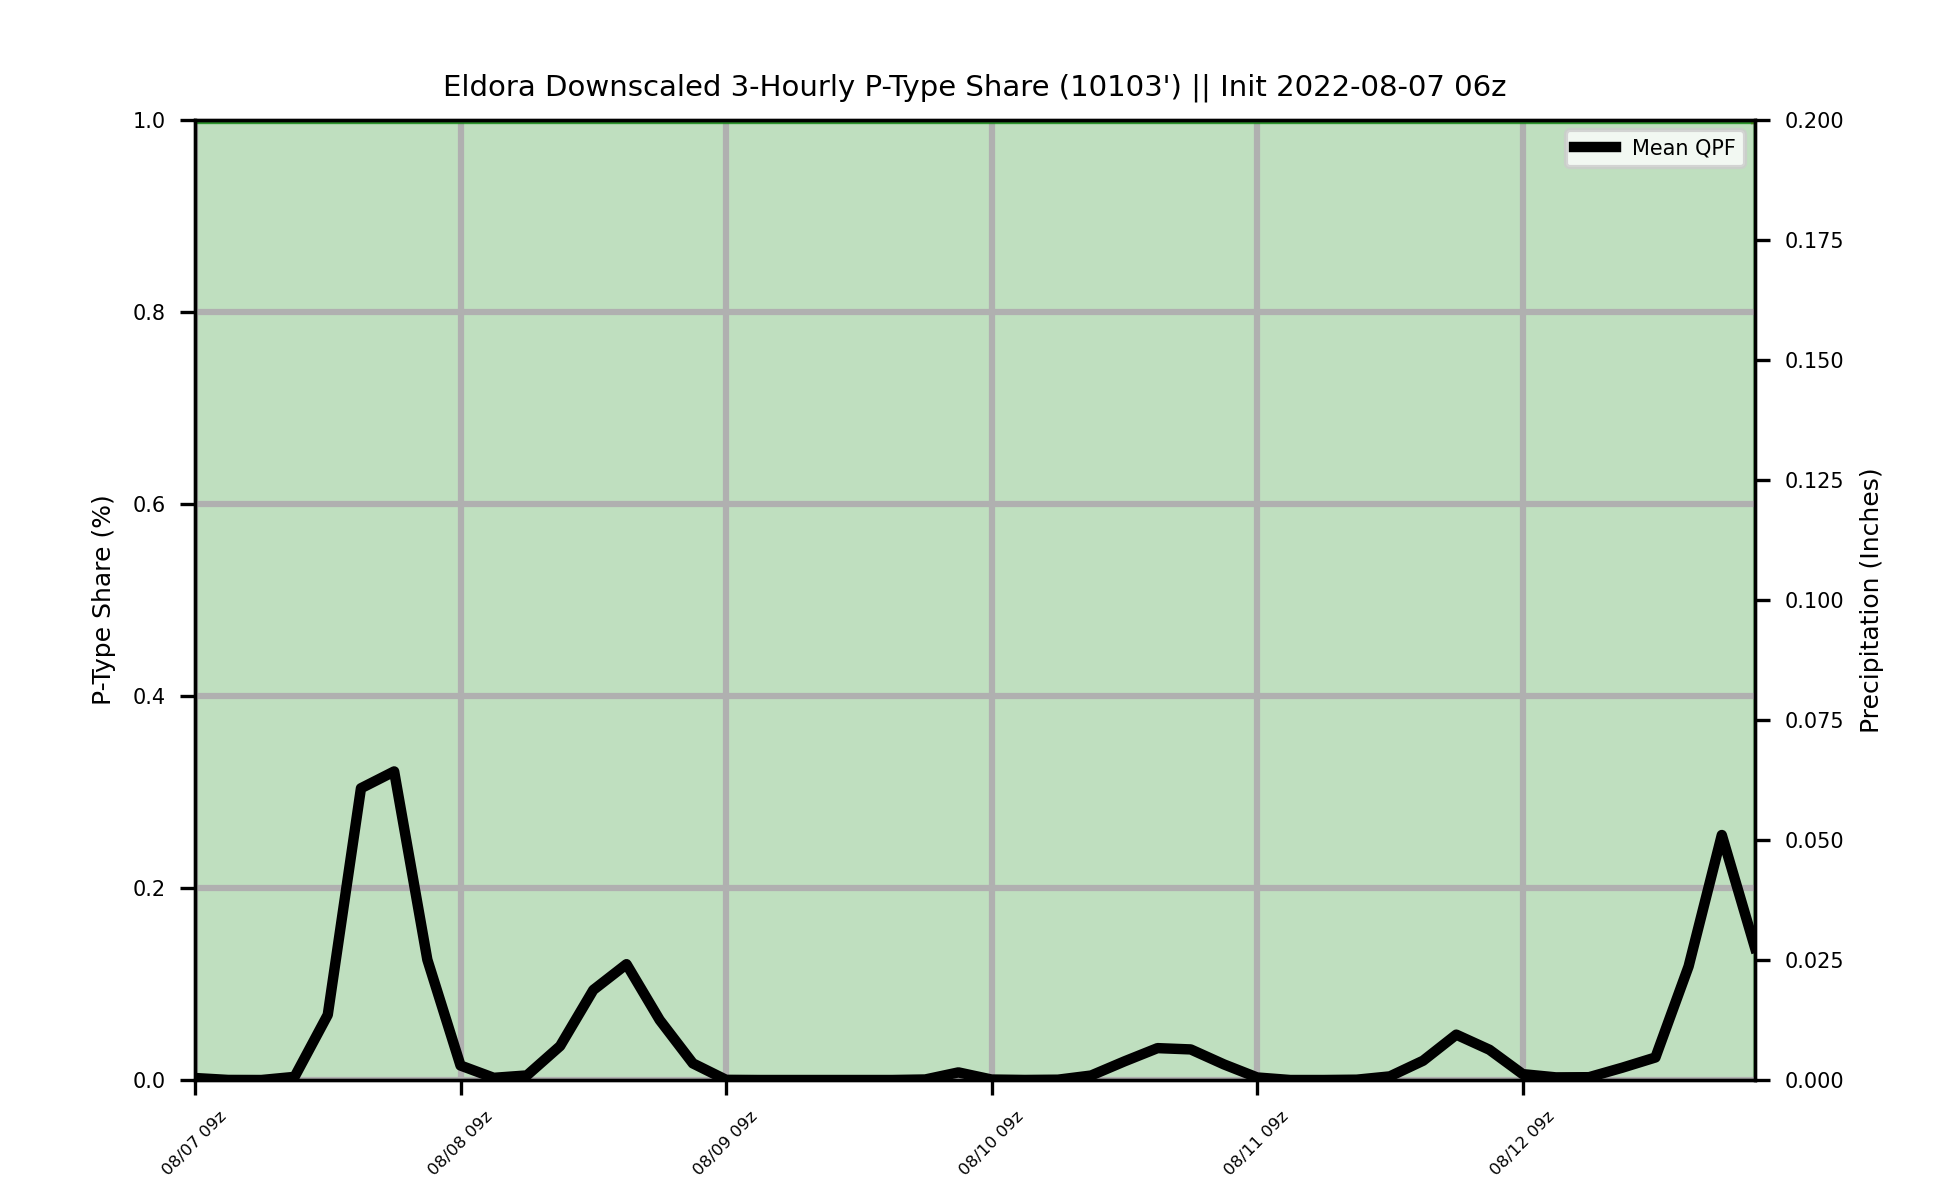 Eldora Downscaled 3-Hourly P-Type Share (10103') || Init 2022-08-07 06z
Mean QPF
P-Type Share (%)
1.0
0.8
0.6
0.4
0.2
0.0
0.200
0.175
0.150
0.125
0.100
0.075
0.050
0.025
0.000
Precipitation (Inches)
08/07 09z
08/08 09z
08/09 09z
08/10 09z
08/11 09z
08/12 09z